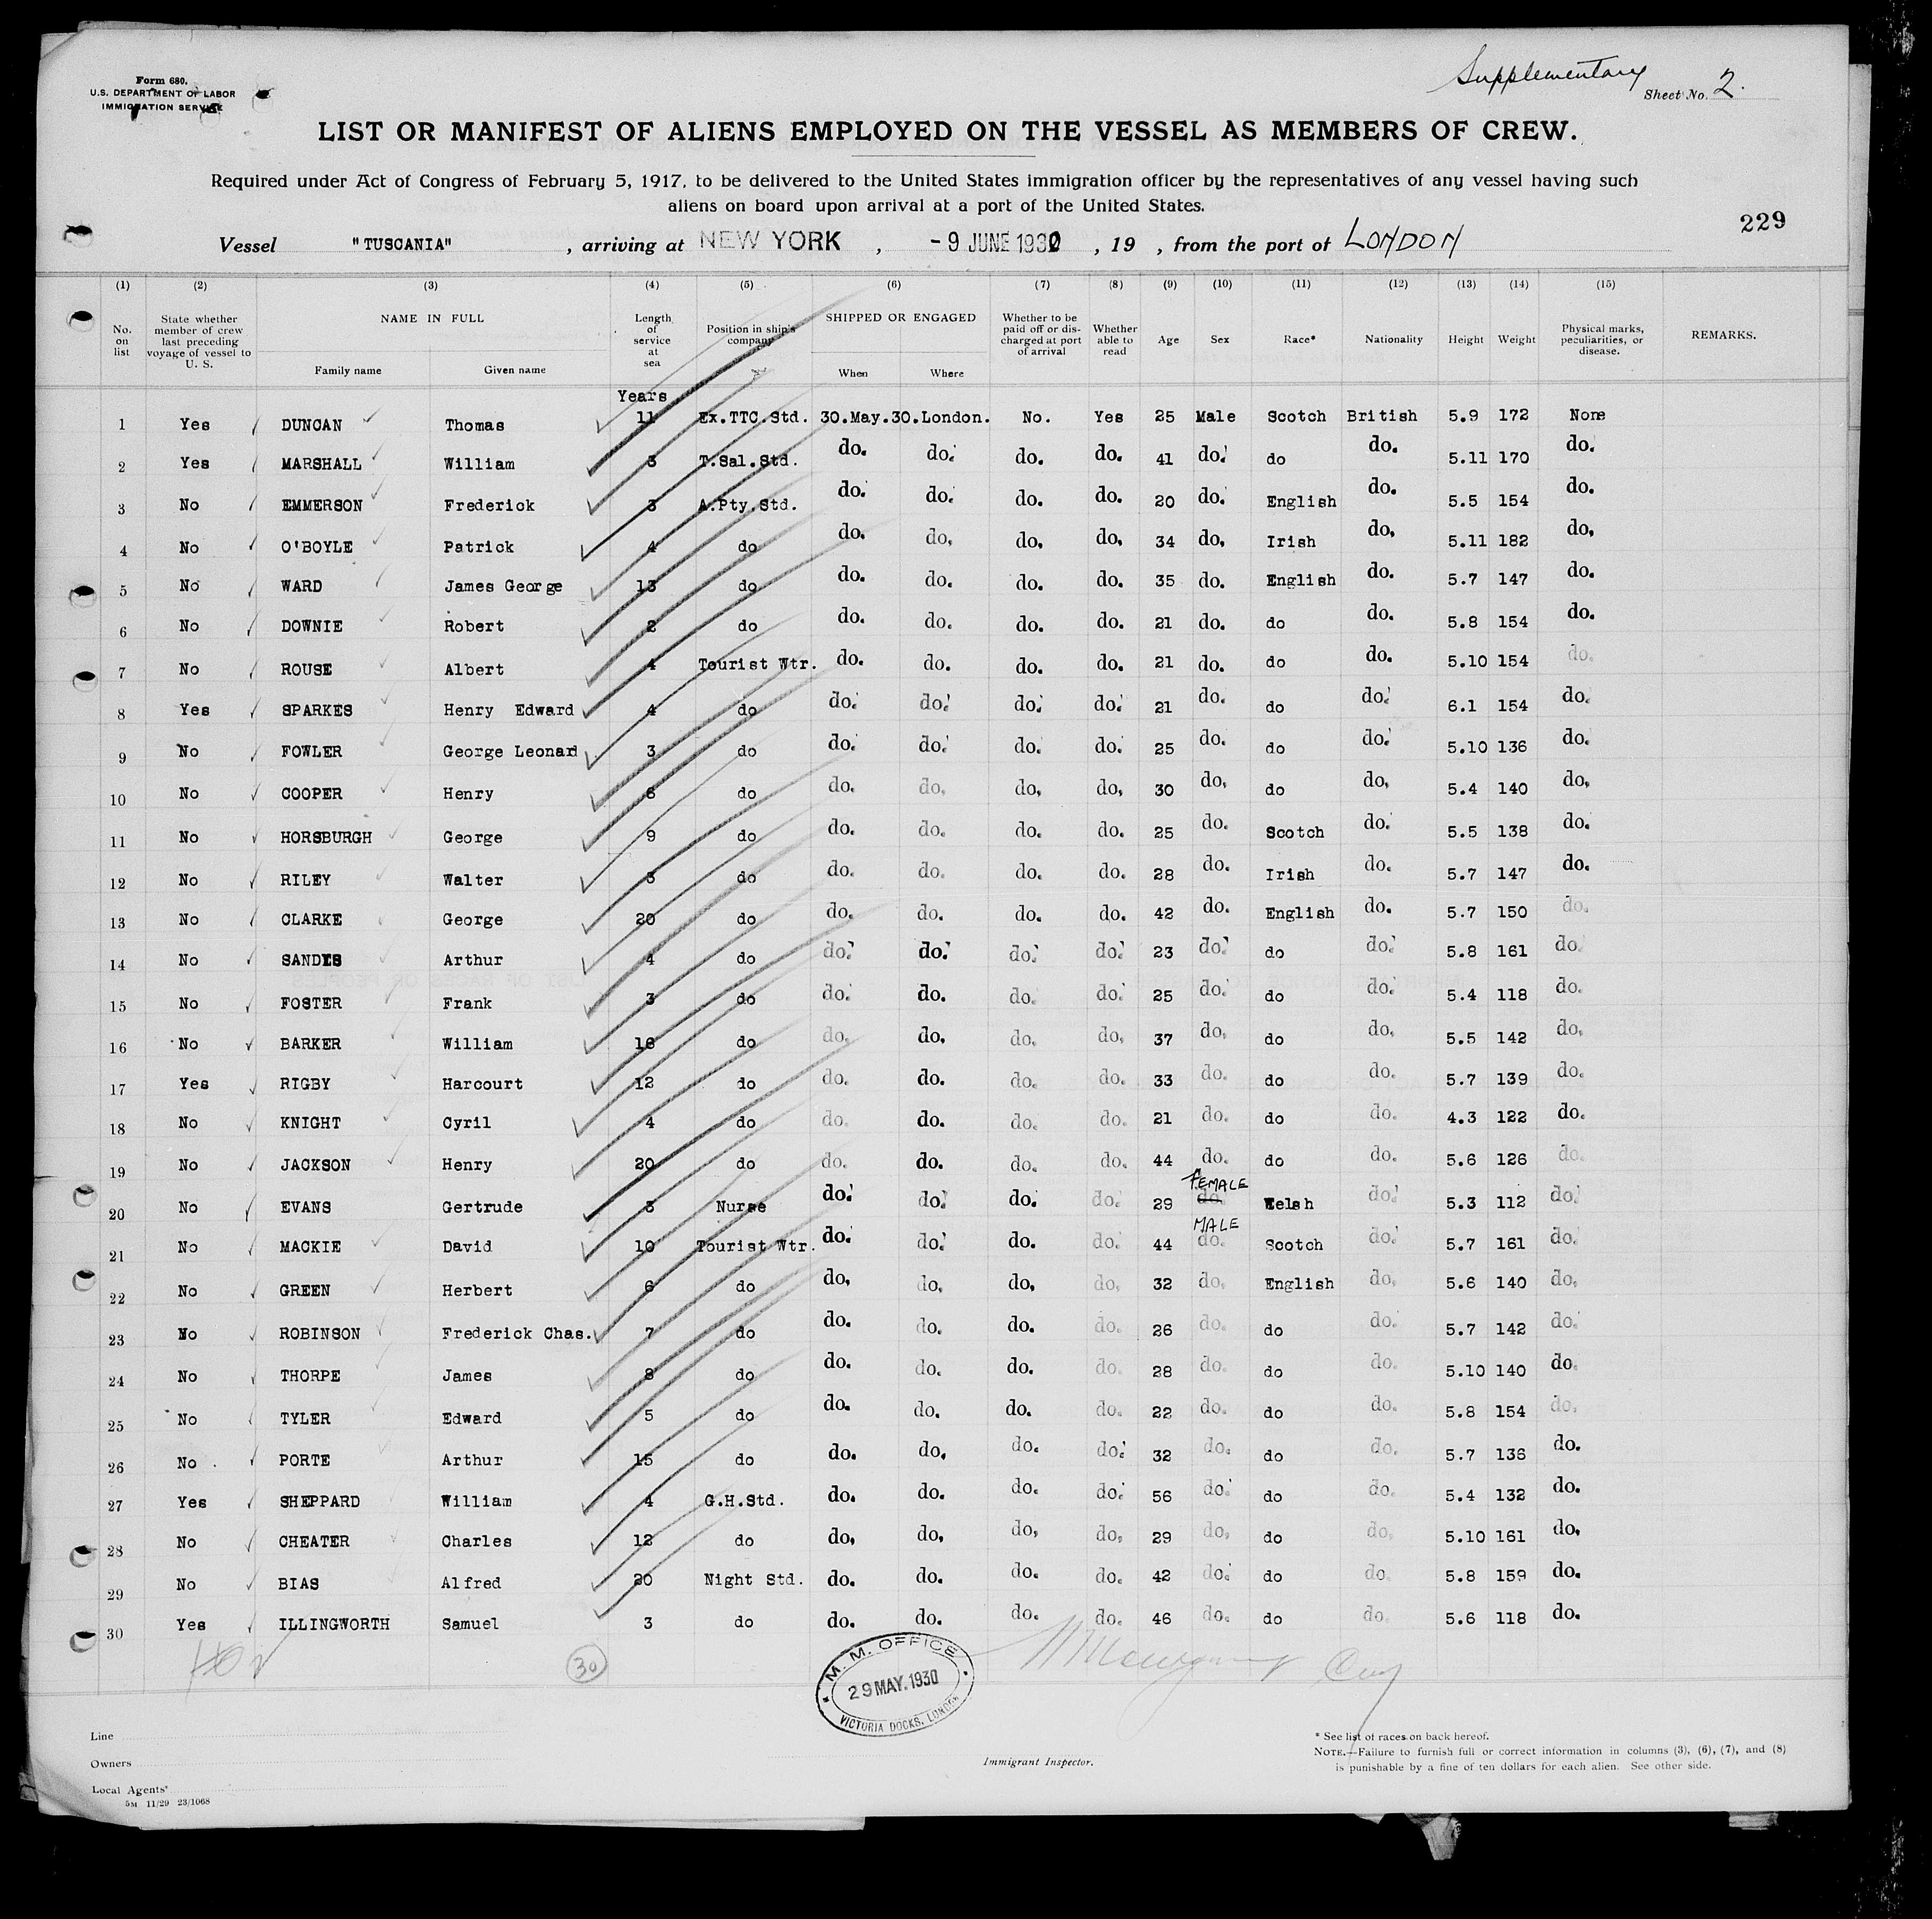 Form 680.
U.S. DEPARTMENT OF LABOR
IMMIGRATION SERVICE
Supplementary
Sheet No. 2.
LIST OR MANIFEST OF ALIENS EMPLOYED ON THE VESSEL AS MEMBERS OF CREW.
Required under Act of Congress of February 5, 1917, to be delivered to the United States immigration officer by the representatives of any vessel having such
aliens on board upon arrival at a port of the United States.
229
Vessel "TUSCANIA", arriving at NEW YORK, -9 JUNE 1930, 19 , from the port of LONDON
(1) (2) (3) (4) (5) (6) (7) (8) (9) (10) (11) (12) (13) (14) (15)
No. on list State whether member of crew last preceding voyage of vessel to U. S. NAME IN FULL Length of service at sea Position in ship's company SHIPPED OR ENGAGED Whether to be paid off or discharged at port of arrival Whether able to read Age Sex Race* Nationality Height Weight Physical marks, peculiarities, or disease. REMARKS.
Family name Given name When Where
Years
1 Yes DUNCAN Thomas 11 Ex.TTC.Std. 30.May.30.London. No. Yes 25 Male Scotch British 5.9 172 None
2 Yes MARSHALL William 3 T.Sal.Std. do. do. do. do. 41 do. do do. 5.11 170 do.
3 No EMMERSON Frederick 3 A.Pty.Std. do. do. do. do. 20 do. English do. 5.5 154 do.
4 No O'BOYLE Patrick 4 do do. do. do. do. 34 do. Irish do. 5.11 182 do.
5 No WARD James George 13 do do. do. do. do. 35 do. English do. 5.7 147 do.
6 No DOWNIE Robert 2 do do. do. do. do. 21 do. do do. 5.8 154 do.
7 No ROUSE Albert 4 Tourist Wtr. do. do. do. do. 21 do. do do. 5.10 154 do.
8 Yes SPARKES Henry Edward 4 do do. do. do. do. 21 do. do do. 6.1 154 do.
9 No FOWLER George Leonard 3 do do. do. do. do. 25 do. do do. 5.10 136 do.
10 No COOPER Henry 8 do do. do. do. do. 30 do. do do. 5.4 140 do.
11 No HORSBURGH George 9 do do. do. do. do. 25 do. Scotch do. 5.5 138 do.
12 No RILEY Walter 3 do do. do. do. do. 28 do. Irish do. 5.7 147 do.
13 No CLARKE George 20 do do. do. do. do. 42 do. English do. 5.7 150 do.
14 No SANDES Arthur 4 do do. do. do. do. 23 do. do do. 5.8 161 do.
15 No FOSTER Frank 3 do do. do. do. do. 25 do. do do. 5.4 118 do.
16 No BARKER William 16 do do. do. do. do. 37 do. do do. 5.5 142 do.
17 Yes RIGBY Harcourt 12 do do. do. do. do. 33 do. do do. 5.7 139 do.
18 No KNIGHT Cyril 4 do do. do. do. do. 21 do. do do. 4.3 122 do.
19 No JACKSON Henry 20 do do. do. do. do. 44 do. do do. 5.6 126 do.
20 No EVANS Gertrude 3 Nurse do. do. do. do. 29 do. FEMALE Welsh do. 5.3 112 do.
21 No MACKIE David 10 Tourist Wtr. do. do. do. do. 44 MALE do. Scotch do. 5.7 161 do.
22 No GREEN Herbert 6 do do. do. do. do. 32 do. English do. 5.6 140 do.
23 No ROBINSON Frederick Chas. 7 do do. do. do. do. 26 do. do do. 5.7 142 do.
24 No THORPE James 8 do do. do. do. do. 28 do. do do. 5.10 140 do.
25 No TYLER Edward 5 do do. do. do. do. 22 do. do do. 5.8 154 do.
26 No PORTE Arthur 15 do do. do. do. do. 32 do. do do. 5.7 136 do.
27 Yes SHEPPARD William 4 G.H.Std. do. do. do. do. 56 do. do do. 5.4 132 do.
28 No CHEATER Charles 12 do do. do. do. do. 29 do. do do. 5.10 161 do.
29 No BIAS Alfred 20 Night Std. do. do. do. do. 42 do. do do. 5.8 159 do.
30 Yes ILLINGWORTH Samuel 3 do do. do. do. do. 46 do. do do. 5.6 118 do.
30
M. M. OFFICE
29 MAY. 1930
VICTORIA DOCKS, LONDON
Line
Owners
Local Agents
5M 11/29 23/1068
Immigrant Inspector.
* See list of races on back hereof.
NOTE.—Failure to furnish full or correct information in columns (3), (6), (7), and (8)
is punishable by a fine of ten dollars for each alien. See other side.